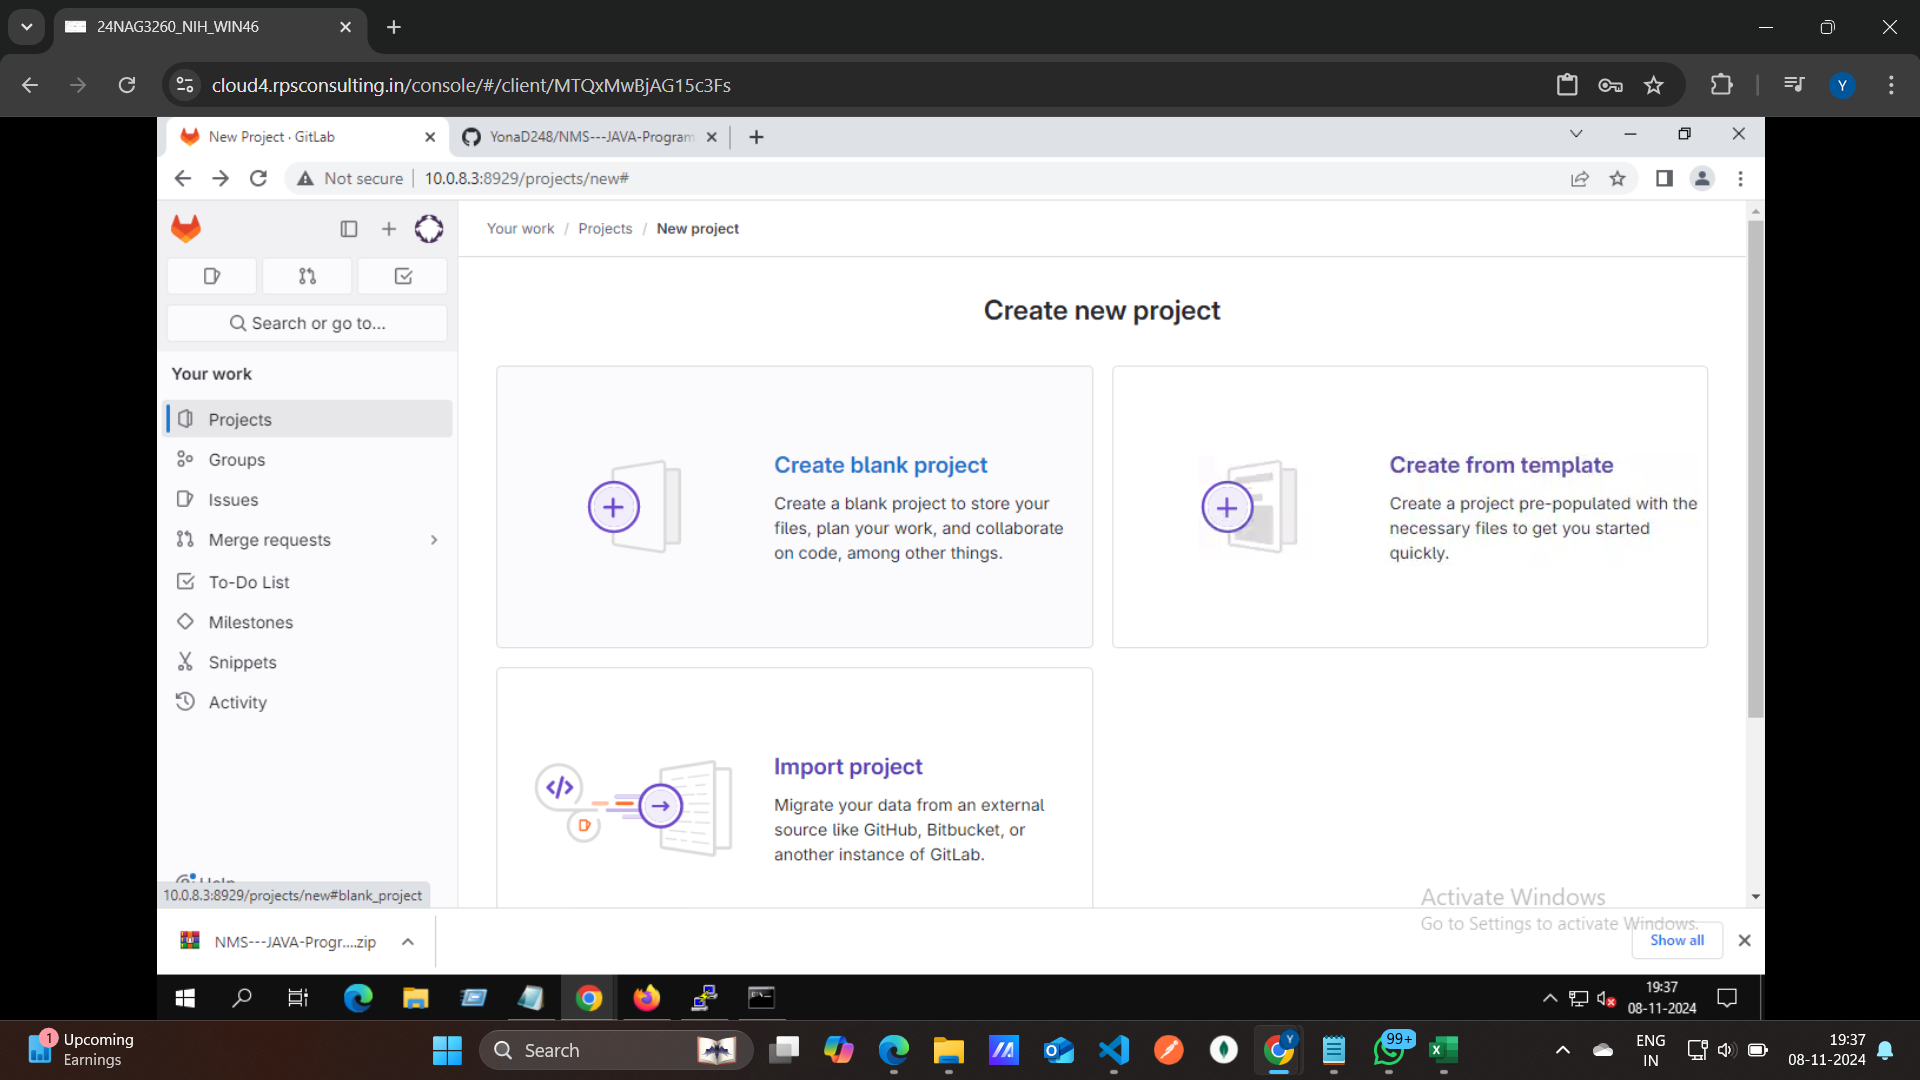 24NAG3260_NIH_WIN46
cloud4.rpsconsulting.in/console/#/client/MTQxMwBjAG15c3Fs
Y
New Project · GitLab
YonaD248/NMS---JAVA-Program
Not secure
10.0.8.3:8929/projects/new#
Your work / Projects / New project
Search or go to...
Your work
Projects
Groups
Issues
Merge requests
To-Do List
Milestones
Snippets
Activity
Help
10.0.8.3:8929/projects/new#blank_project
Create new project
Create blank project
Create a blank project to store your
files, plan your work, and collaborate
on code, among other things.
Create from template
Create a project pre-populated with the
necessary files to get you started
quickly.
Import project
Migrate your data from an external
source like GitHub, Bitbucket, or
another instance of GitLab.
Activate Windows
Go to Settings to activate Windows.
NMS---JAVA-Progr....zip
Show all
19:37
08-11-2024
1
Upcoming
Earnings
Search
Y
99+
ENG
IN
19:37
08-11-2024